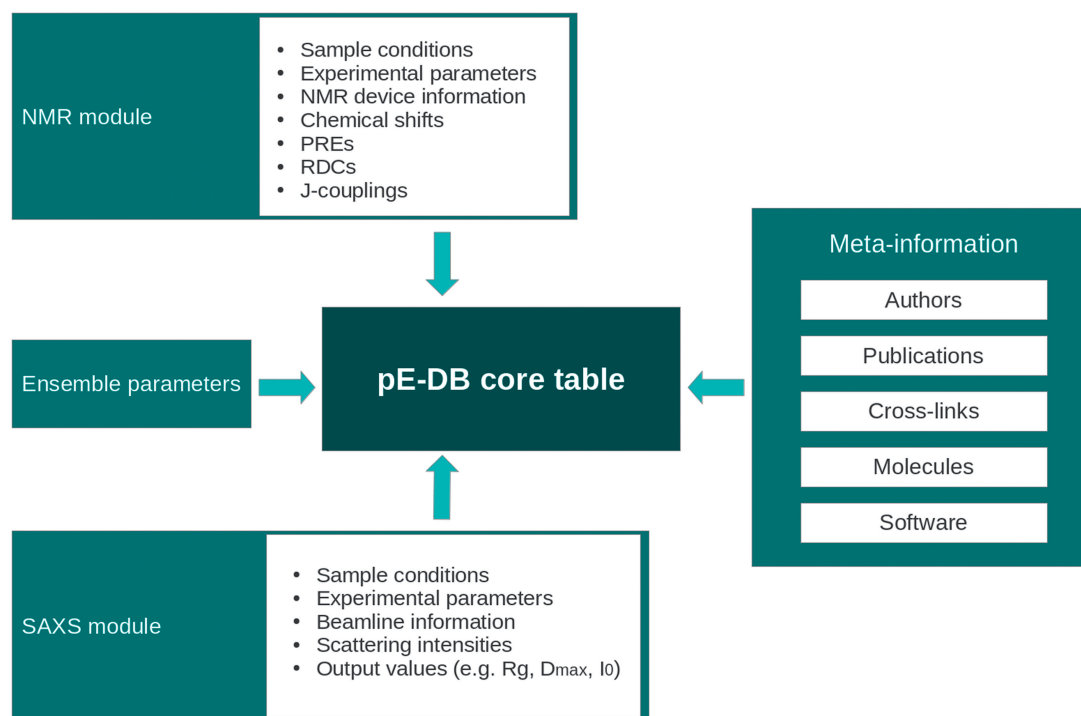 NMR module
• Sample conditions
• Experimental parameters
• NMR device information
• Chemical shifts
• PREs
• RDCs
• J-couplings
Ensemble parameters
pE-DB core table
Meta-information
Authors
Publications
Cross-links
Molecules
Software
SAXS module
• Sample conditions
• Experimental parameters
• Beamline information
• Scattering intensities
• Output values (e.g. Rg, Dmax, I0)